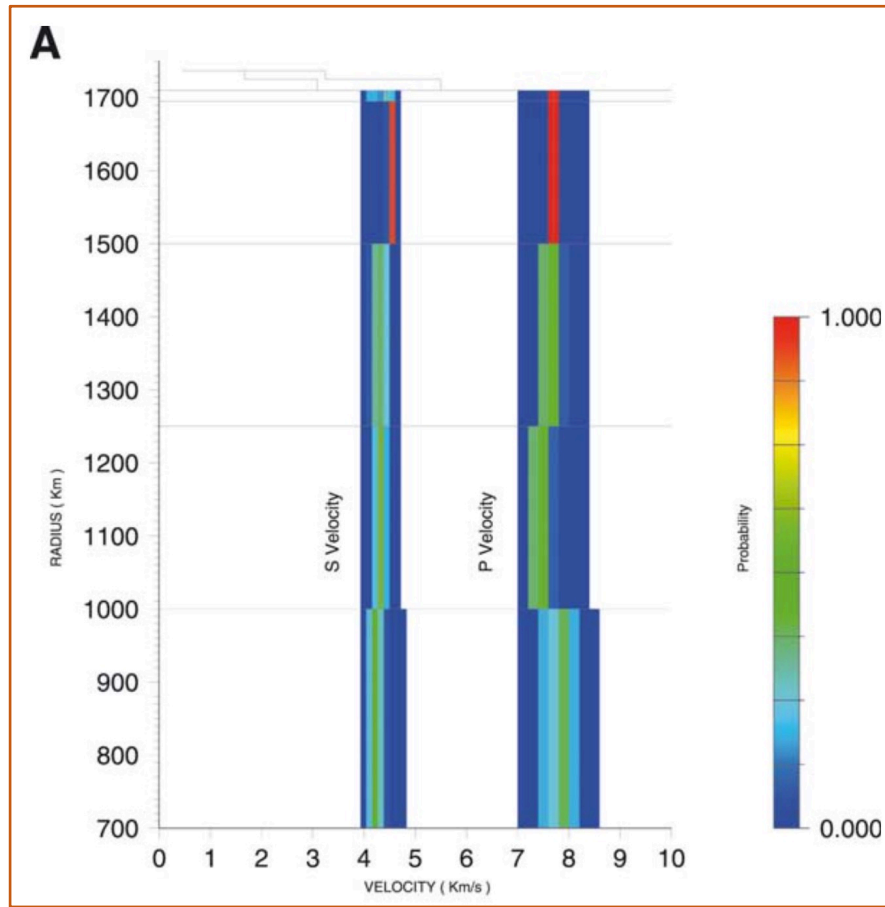 A
1700
1600
1500
1400
1300
1200
1100
1000
900
800
700
RADIUS ( Km )
S Velocity
P Velocity
0 1 2 3 4 5 6 7 8 9 10
VELOCITY ( Km/s )
Probability
1.000
0.000